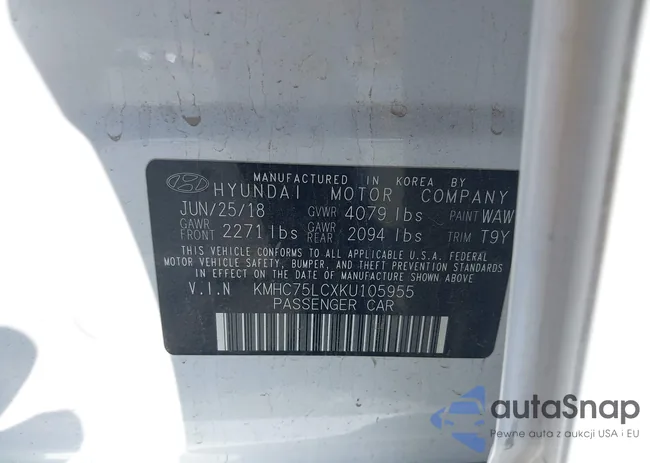 MANUFACTURED IN KOREA BY
HYUNDAI MOTOR COMPANY
JUN/25/18 GVWR 4079 lbs PAINT WAW
GAWR FRONT 2271 lbs GAWR REAR 2094 lbs TRIM T9Y
THIS VEHICLE CONFORMS TO ALL APPLICABLE U.S.A. FEDERAL
MOTOR VEHICLE SAFETY, BUMPER, AND THEFT PREVENTION
STANDARDS IN EFFECT ON THE DATE OF MANUFACTURE SHOWN ABOVE
V.I.N KMHC75LCXKU105955
PASSENGER CAR
autaSnap
Pewne auta z aukcji USA i EU